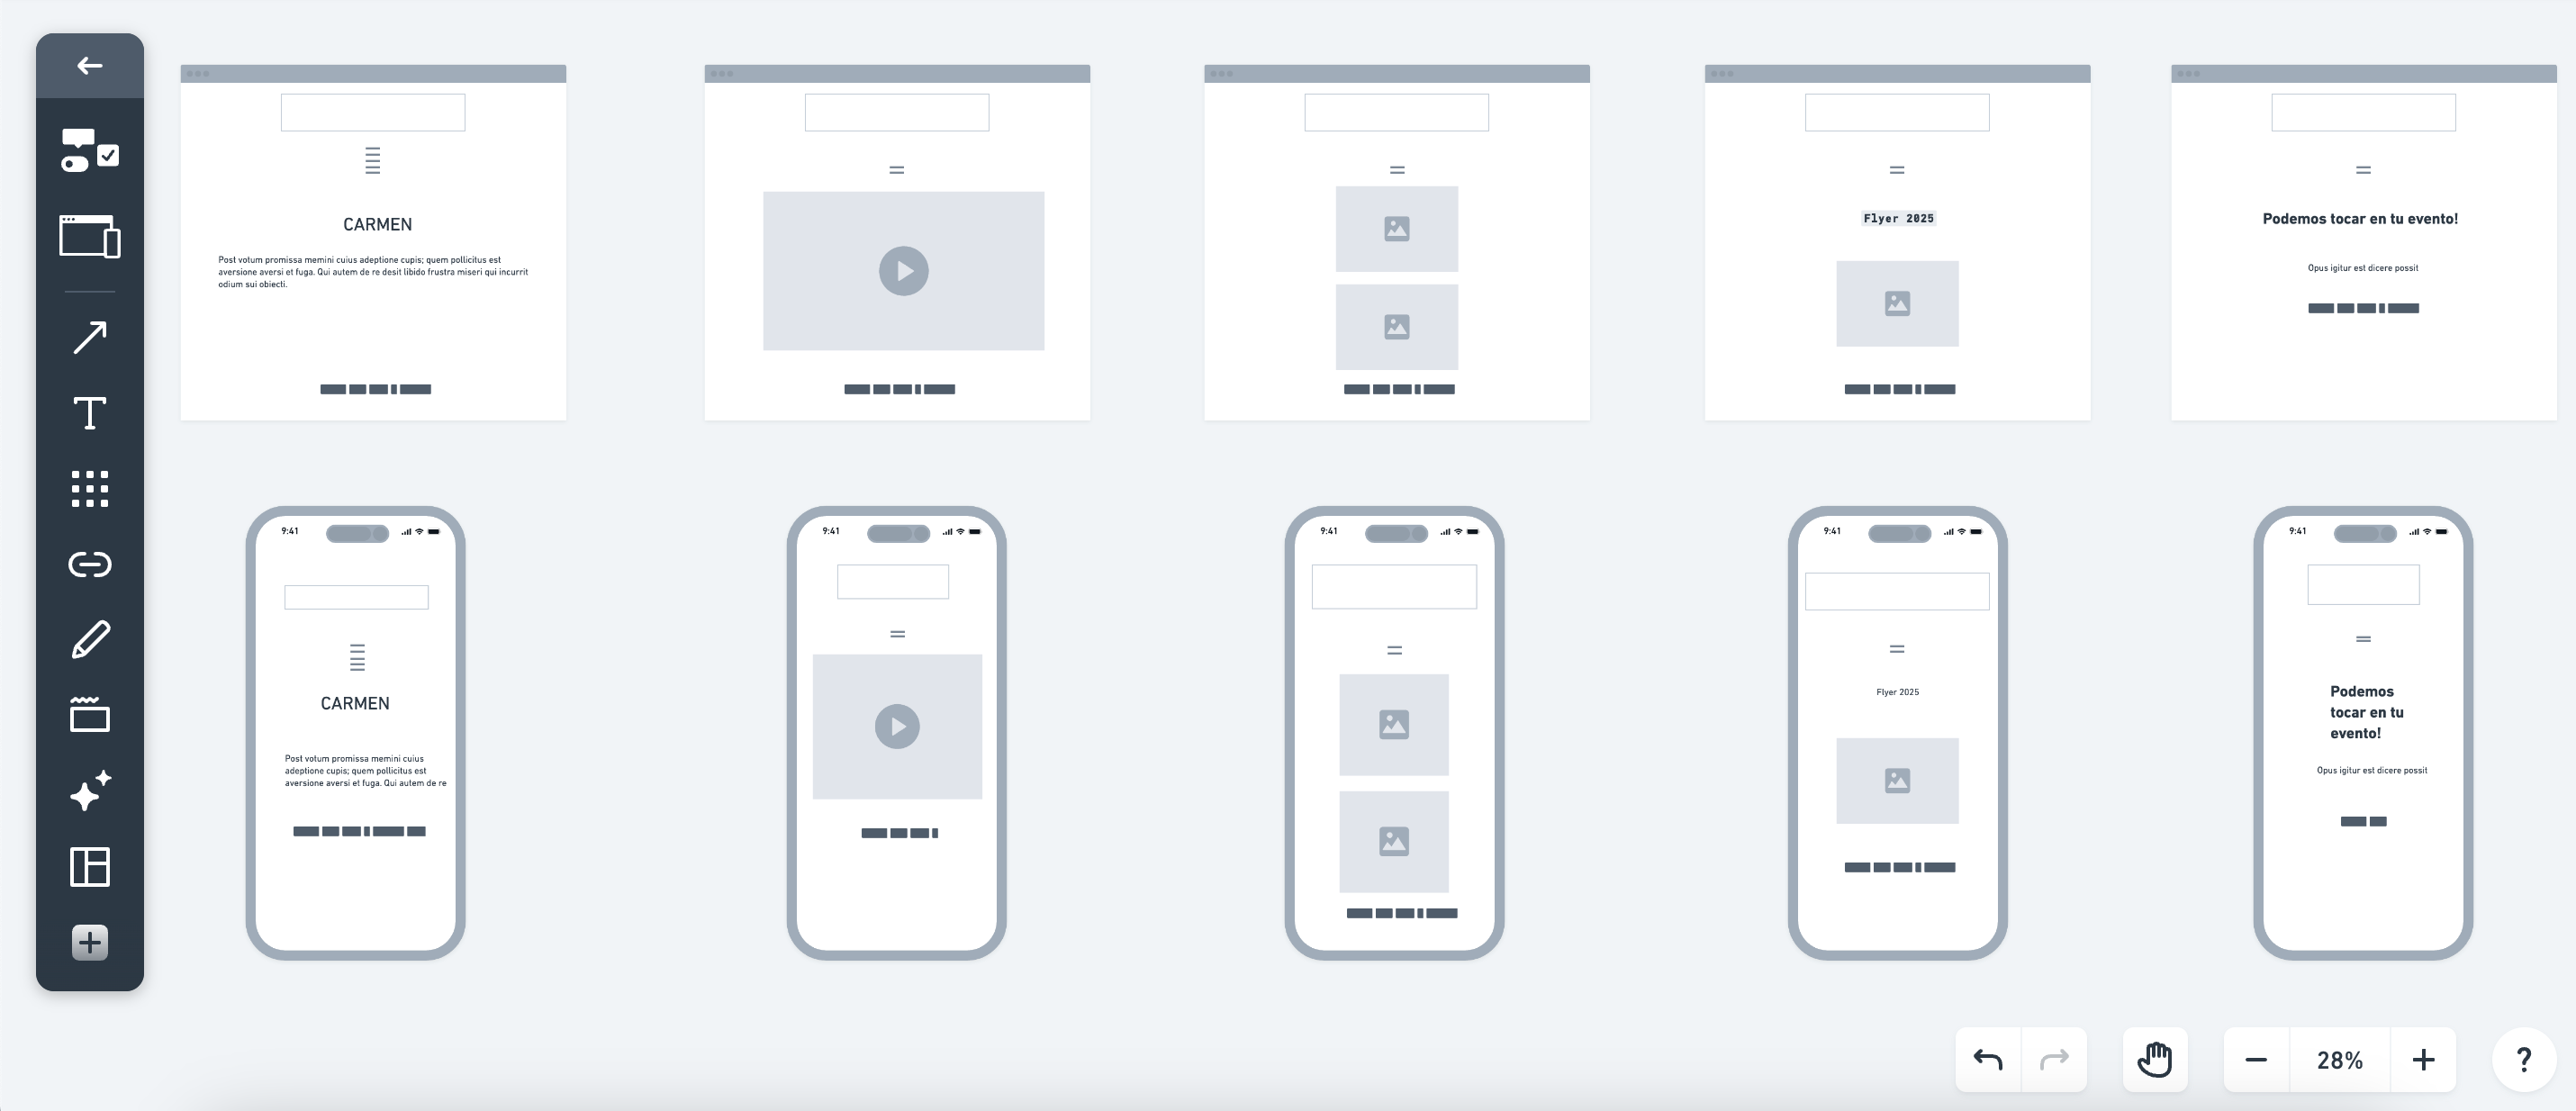 CARMEN
Post votum promissa memini cuius adeptione cupis; quem pollicitus est
aversione aversi et fuga. Qui autem de re desit libido frustra miseri qui incurrit
odium sui obiecti.
Flyer 2025
Podemos tocar en tu evento!
Opus igitur est dicere possit
9:41
CARMEN
Post votum promissa memini cuius
adeptione cupis; quem pollicitus est
aversione aversi et fuga. Qui autem de re
9:41
9:41
9:41
Flyer 2025
9:41
Podemos
tocar en tu
evento!
Opus igitur est dicere possit
28%
?